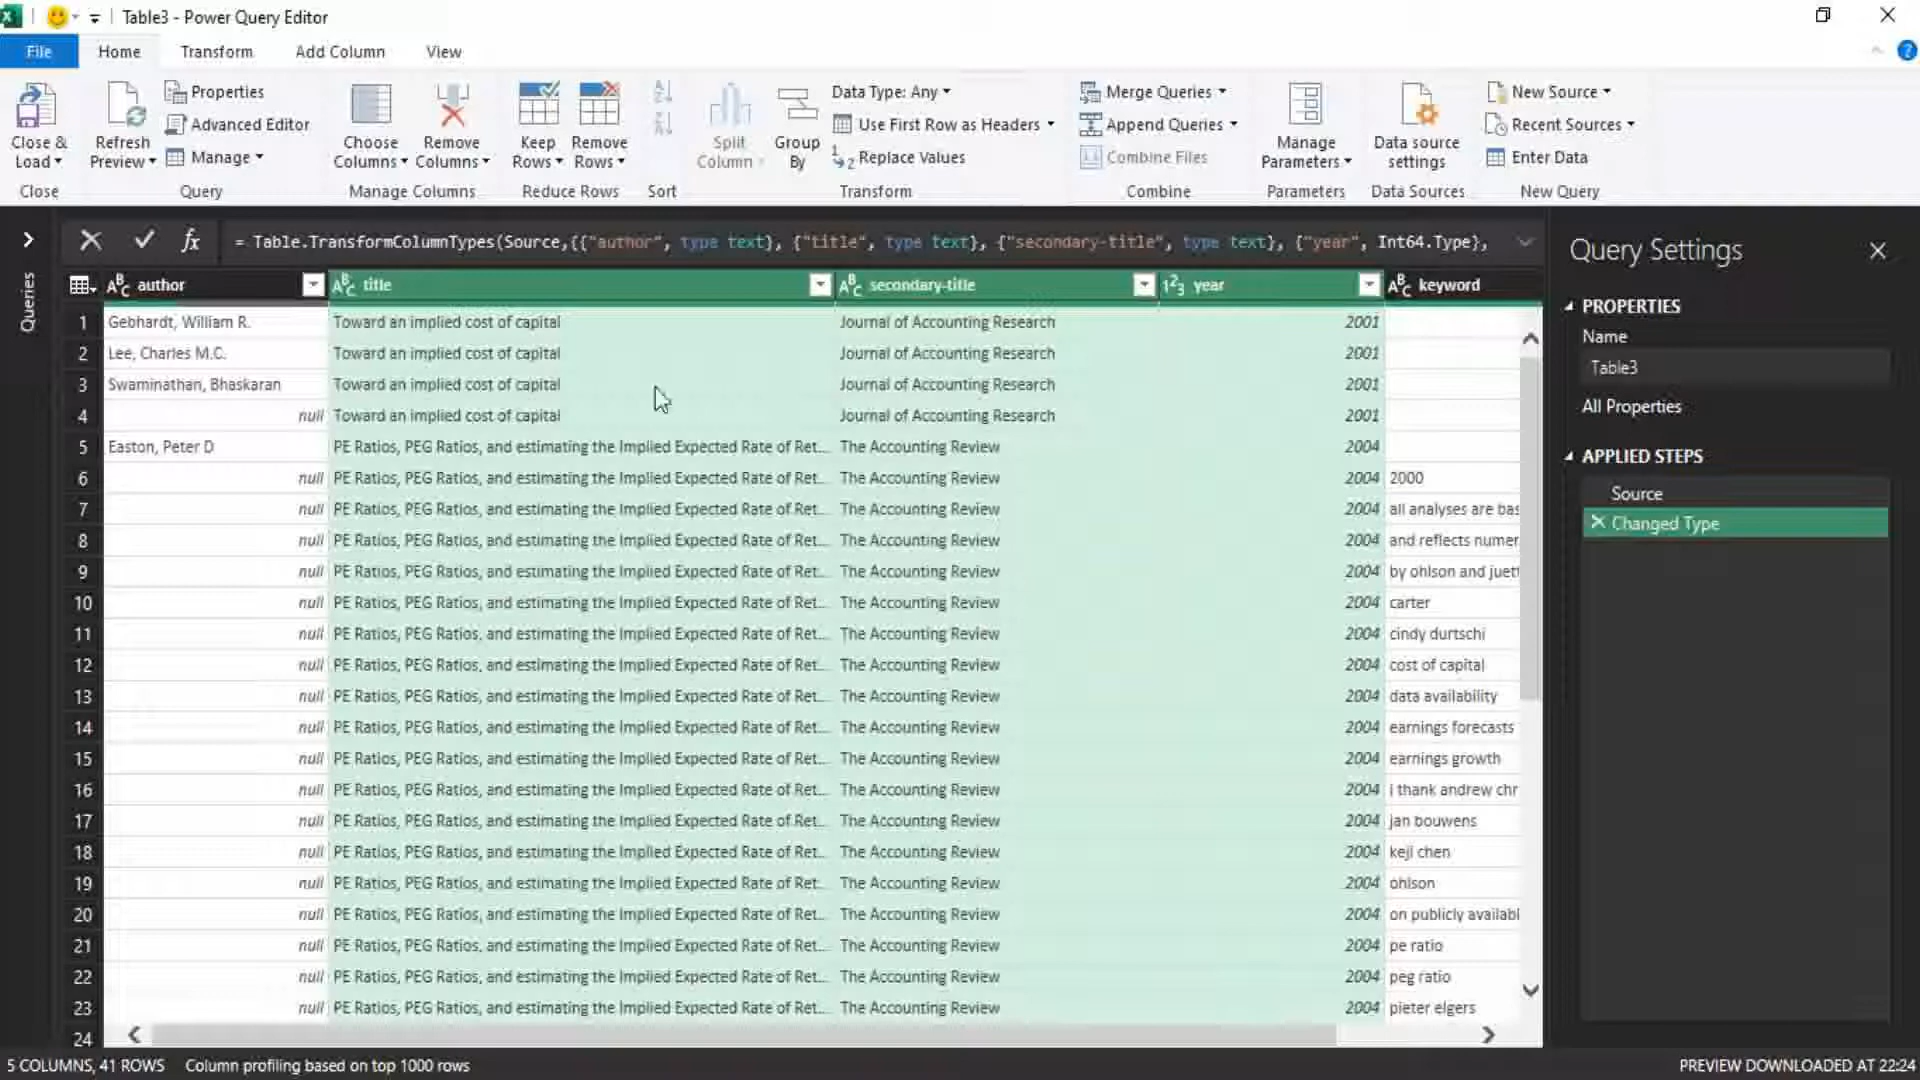 Table3 - Power Query Editor
File Home Transform Add Column View
Close & Load
Close
Refresh Preview
Properties
Advanced Editor
Manage
Query
Choose Columns
Remove Columns
Manage Columns
Keep Rows
Remove Rows
Reduce Rows
Sort
Split Column
Group By
Data Type: Any
Use First Row as Headers
Replace Values
Transform
Merge Queries
Append Queries
Combine Files
Combine
Manage Parameters
Parameters
Data source settings
Data Sources
New Source
Recent Sources
Enter Data
New Query
Queries
fx = Table.TransformColumnTypes(Source,{{"author", type text}, {"title", type text}, {"secondary-title", type text}, {"year", Int64.Type},
ABC author ABC title ABC secondary-title 123 year ABC keyword
1 Gebhardt, William R. Toward an implied cost of capital Journal of Accounting Research 2001
2 Lee, Charles M.C. Toward an implied cost of capital Journal of Accounting Research 2001
3 Swaminathan, Bhaskaran Toward an implied cost of capital Journal of Accounting Research 2001
4 null Toward an implied cost of capital Journal of Accounting Research 2001
5 Easton, Peter D PE Ratios, PEG Ratios, and estimating the Implied Expected Rate of Ret... The Accounting Review 2004
6 null PE Ratios, PEG Ratios, and estimating the Implied Expected Rate of Ret... The Accounting Review 2004 2000
7 null PE Ratios, PEG Ratios, and estimating the Implied Expected Rate of Ret... The Accounting Review 2004 all analyses are bas
8 null PE Ratios, PEG Ratios, and estimating the Implied Expected Rate of Ret... The Accounting Review 2004 and reflects numer
9 null PE Ratios, PEG Ratios, and estimating the Implied Expected Rate of Ret... The Accounting Review 2004 by ohlson and juett
10 null PE Ratios, PEG Ratios, and estimating the Implied Expected Rate of Ret... The Accounting Review 2004 carter
11 null PE Ratios, PEG Ratios, and estimating the Implied Expected Rate of Ret... The Accounting Review 2004 cindy durtschi
12 null PE Ratios, PEG Ratios, and estimating the Implied Expected Rate of Ret... The Accounting Review 2004 cost of capital
13 null PE Ratios, PEG Ratios, and estimating the Implied Expected Rate of Ret... The Accounting Review 2004 data availability
14 null PE Ratios, PEG Ratios, and estimating the Implied Expected Rate of Ret... The Accounting Review 2004 earnings forecasts
15 null PE Ratios, PEG Ratios, and estimating the Implied Expected Rate of Ret... The Accounting Review 2004 earnings growth
16 null PE Ratios, PEG Ratios, and estimating the Implied Expected Rate of Ret... The Accounting Review 2004 i thank andrew chr
17 null PE Ratios, PEG Ratios, and estimating the Implied Expected Rate of Ret... The Accounting Review 2004 jan bouwens
18 null PE Ratios, PEG Ratios, and estimating the Implied Expected Rate of Ret... The Accounting Review 2004 keji chen
19 null PE Ratios, PEG Ratios, and estimating the Implied Expected Rate of Ret... The Accounting Review 2004 ohlson
20 null PE Ratios, PEG Ratios, and estimating the Implied Expected Rate of Ret... The Accounting Review 2004 on publicly availabl
21 null PE Ratios, PEG Ratios, and estimating the Implied Expected Rate of Ret... The Accounting Review 2004 pe ratio
22 null PE Ratios, PEG Ratios, and estimating the Implied Expected Rate of Ret... The Accounting Review 2004 peg ratio
23 null PE Ratios, PEG Ratios, and estimating the Implied Expected Rate of Ret... The Accounting Review 2004 pieter elgers
24
Query Settings
PROPERTIES
Name
Table3
All Properties
APPLIED STEPS
Source
Changed Type
5 COLUMNS, 41 ROWS Column profiling based on top 1000 rows
PREVIEW DOWNLOADED AT 22:24